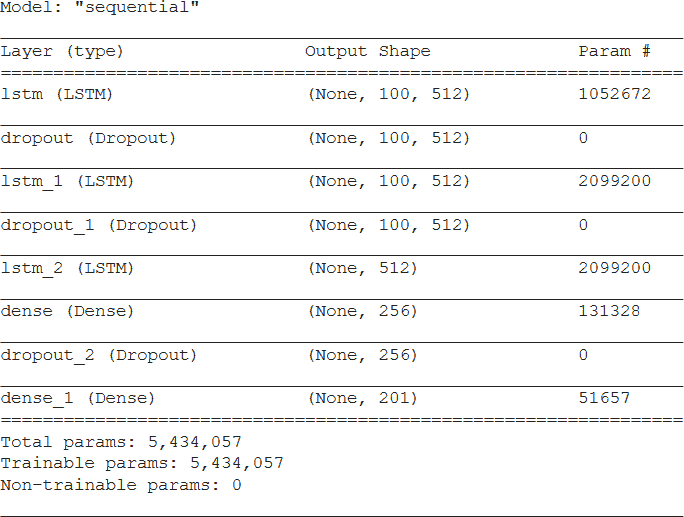 Model: "sequential"
Layer (type) Output Shape Param #
=================================================================
lstm (LSTM) (None, 100, 512) 1052672
dropout (Dropout) (None, 100, 512) 0
lstm_1 (LSTM) (None, 100, 512) 2099200
dropout_1 (Dropout) (None, 100, 512) 0
lstm_2 (LSTM) (None, 512) 2099200
dense (Dense) (None, 256) 131328
dropout_2 (Dropout) (None, 256) 0
dense_1 (Dense) (None, 201) 51657
=================================================================
Total params: 5,434,057
Trainable params: 5,434,057
Non-trainable params: 0